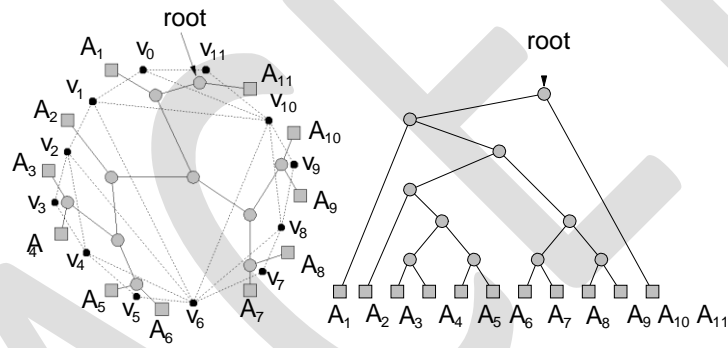 root
root
A1 v0 v11 A11
v1 v10
A2 A10
v2 v9
A3 A9
v3 v8
A4 A8
v4 v7
A5 v5 A6 v6 A7
A1 A2 A3 A4 A5 A6 A7 A8 A9 A10 A11